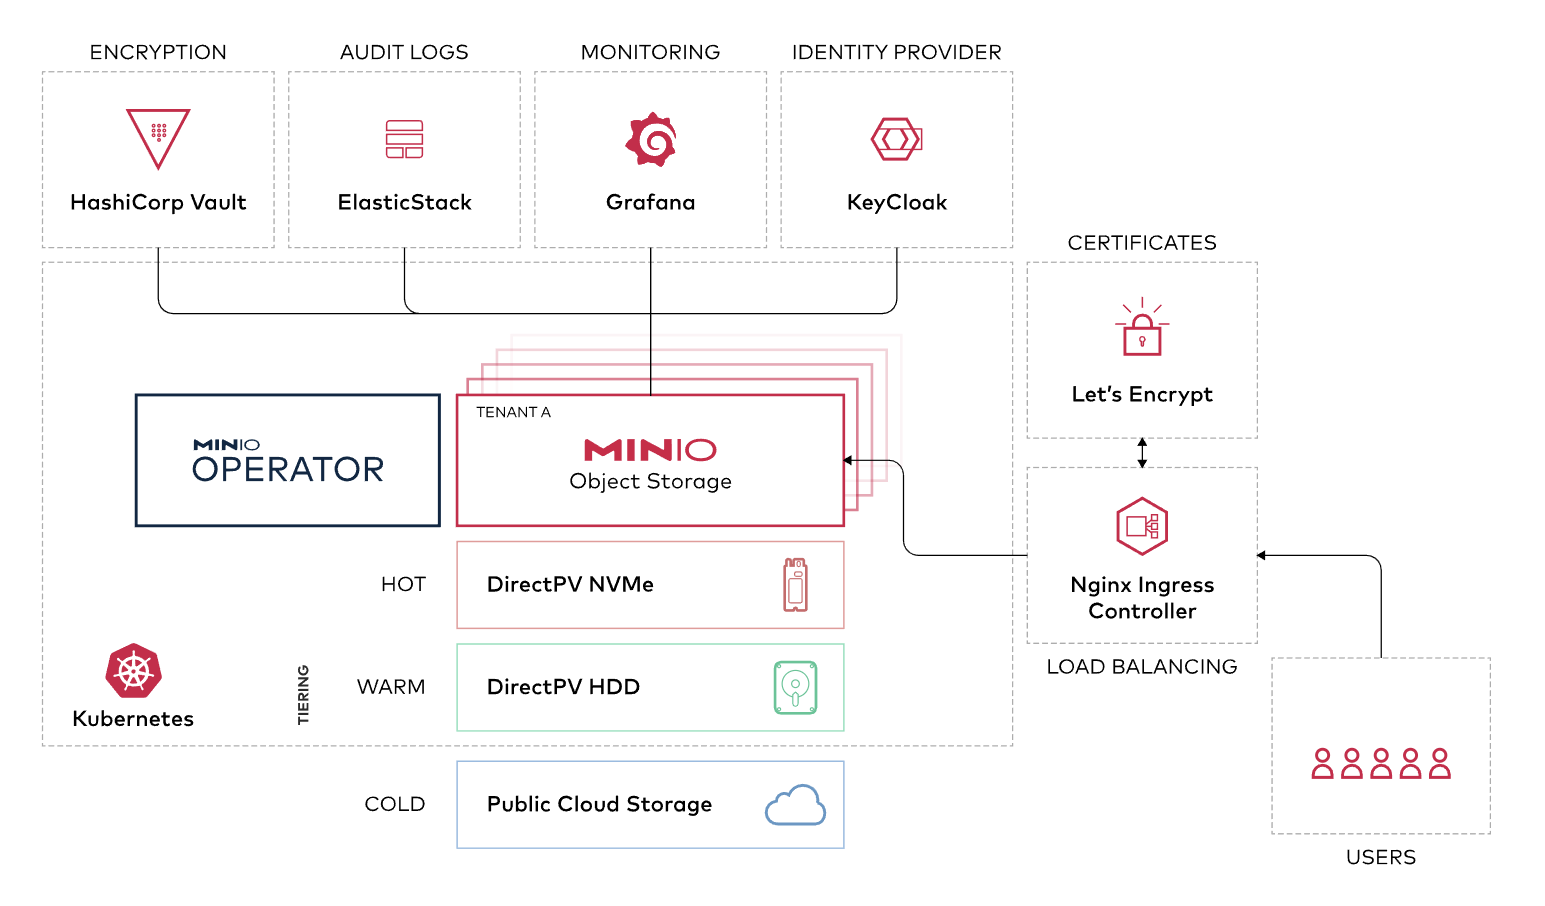 ENCRYPTION
AUDIT LOGS
MONITORING
IDENTITY PROVIDER
HashiCorp Vault
ElasticStack
Grafana
KeyCloak
CERTIFICATES
Let's Encrypt
TENANT A
MINIO
OPERATOR
MINIO
Object Storage
HOT
DirectPV NVMe
Nginx Ingress
Controller
LOAD BALANCING
Kubernetes
TIERING
WARM
DirectPV HDD
COLD
Public Cloud Storage
USERS